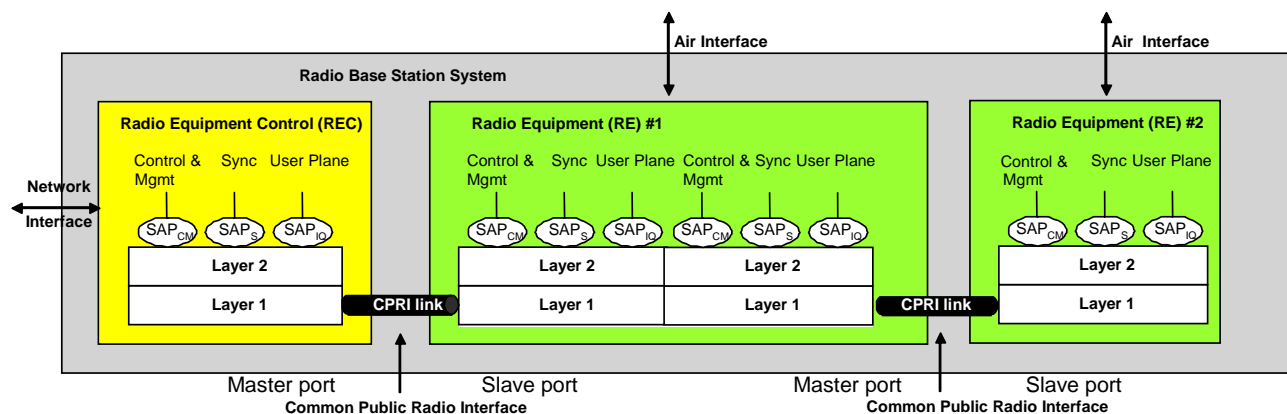 Air Interface
Air Interface
Radio Base Station System
Radio Equipment Control (REC)
Radio Equipment (RE) #1
Radio Equipment (RE) #2
Control & Mgmt
Sync
User Plane
Control & Mgmt
Sync
User Plane
Control & Mgmt
Sync
User Plane
Control & Mgmt
Sync
User Plane
Network
Interface
SAPCM
SAPS
SAPIQ
SAPCM
SAPS
SAPIQ
SAPCM
SAPS
SAPIQ
SAPCM
SAPS
SAPIQ
Layer 2
Layer 2
Layer 2
Layer 2
Layer 1
CPRI link
Layer 1
Layer 1
CPRI link
Layer 1
Master port
Slave port
Master port
Slave port
Common Public Radio Interface
Common Public Radio Interface